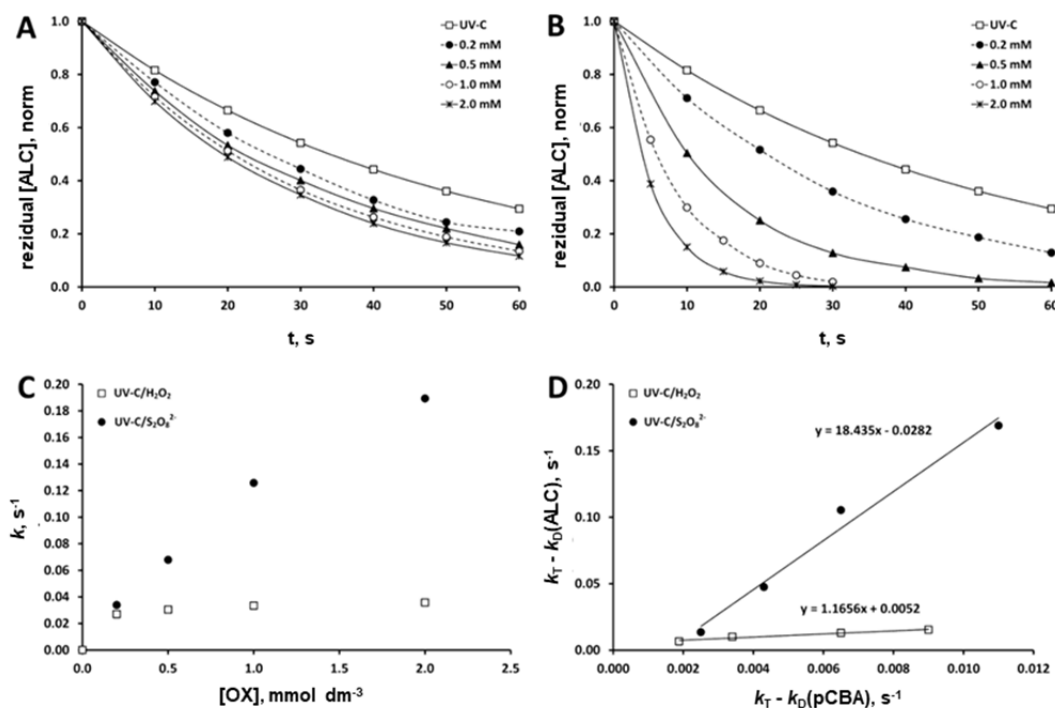 A
UV-C
0.2 mM
0.5 mM
1.0 mM
2.0 mM
rezidual [ALC], norm
1.0
0.8
0.6
0.4
0.2
0.0
0 10 20 30 40 50 60
t, s
B
UV-C
0.2 mM
0.5 mM
1.0 mM
2.0 mM
rezidual [ALC], norm
1.0
0.8
0.6
0.4
0.2
0.0
0 10 20 30 40 50 60
t, s
C
UV-C/H₂O₂
UV-C/S₂O₈²⁻
k, s⁻¹
0.20
0.18
0.16
0.14
0.12
0.10
0.08
0.06
0.04
0.02
0.00
0.0 0.5 1.0 1.5 2.0 2.5
[OX], mmol dm⁻³
D
UV-C/H₂O₂
UV-C/S₂O₈²⁻
y = 18.435x - 0.0282
y = 1.1656x + 0.0052
k_T - k_D(ALC), s⁻¹
0.20
0.15
0.10
0.05
0.00
0.000 0.002 0.004 0.006 0.008 0.010 0.012
k_T - k_D(pCBA), s⁻¹